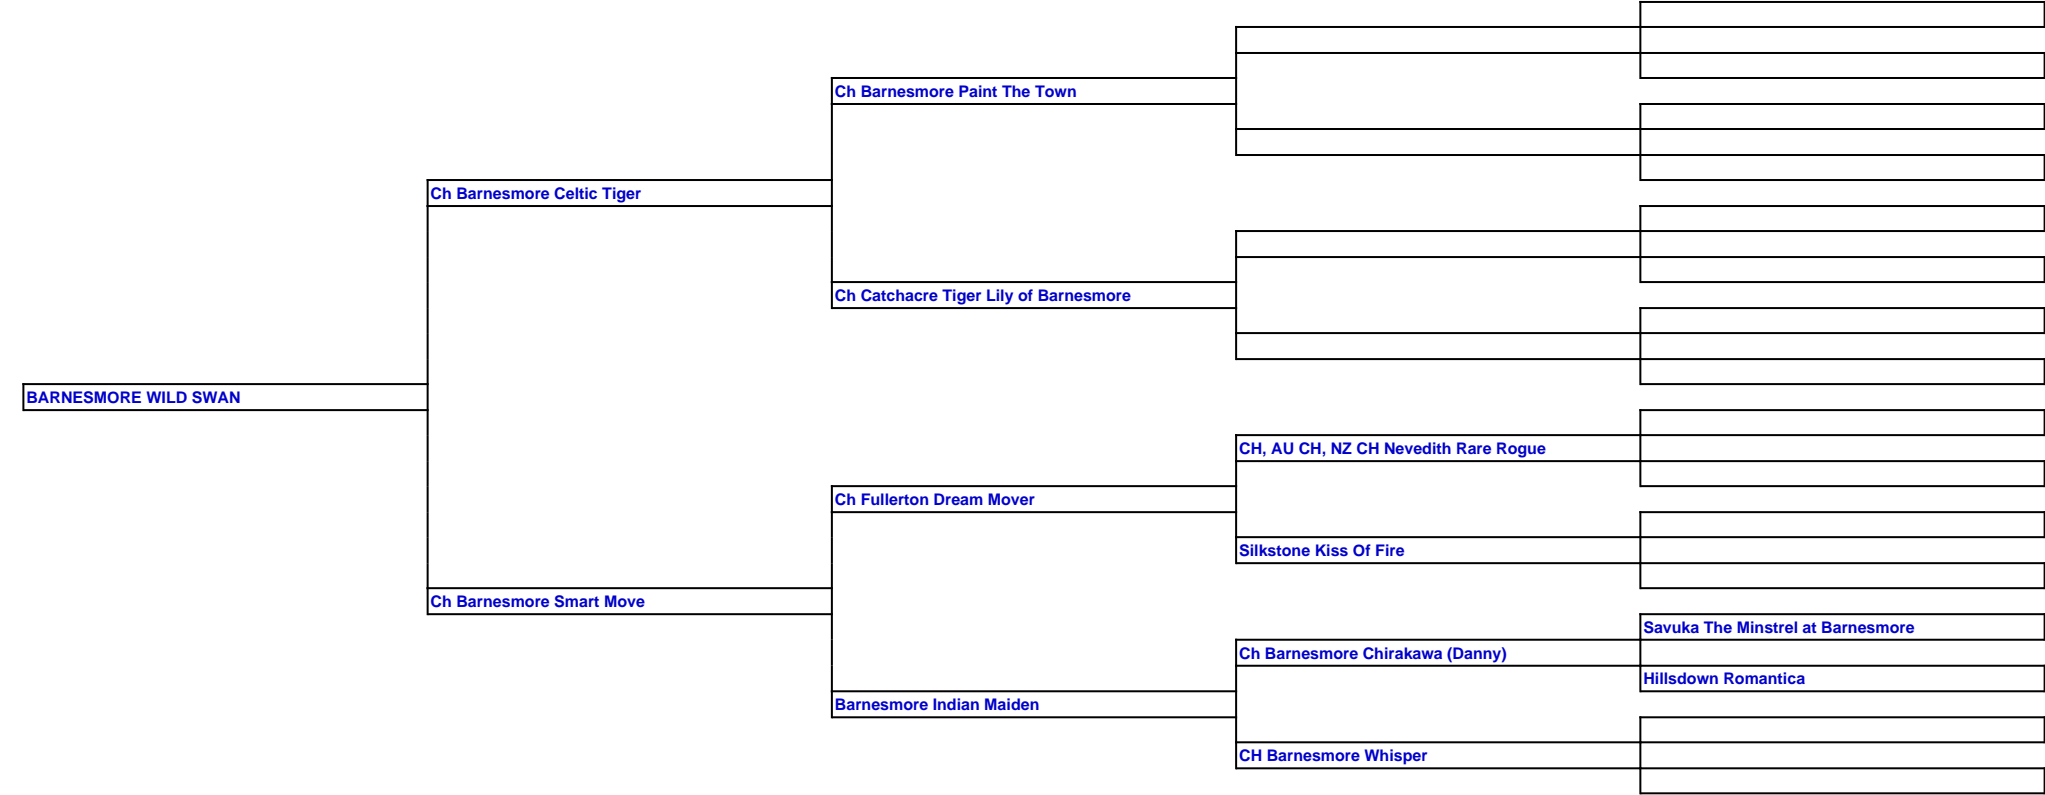 Ch Barnesmore Paint The Town
Ch Barnesmore Celtic Tiger
Ch Catchacre Tiger Lily of Barnesmore
BARNESMORE WILD SWAN
CH, AU CH, NZ CH Nevedith Rare Rogue
Ch Fullerton Dream Mover
Silkstone Kiss Of Fire
Ch Barnesmore Smart Move
Savuka The Minstrel at Barnesmore
Ch Barnesmore Chirakawa (Danny)
Hillsdown Romantica
Barnesmore Indian Maiden
CH Barnesmore Whisper